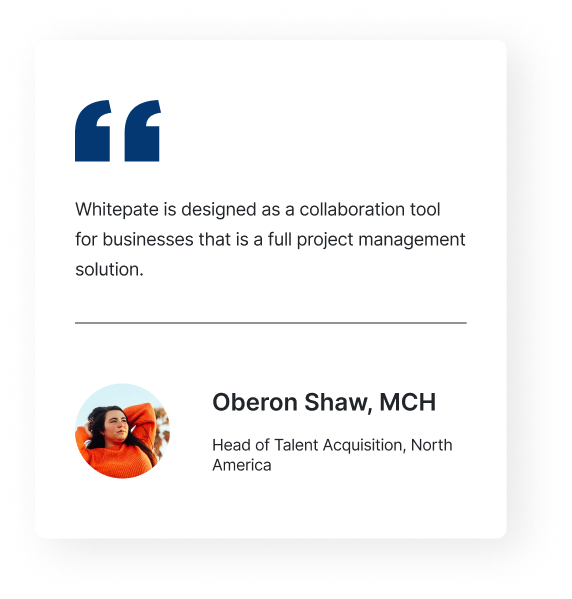 Whitepate is designed as a collaboration tool
for businesses that is a full project management
solution.
Oberon Shaw, MCH
Head of Talent Acquisition, North
America